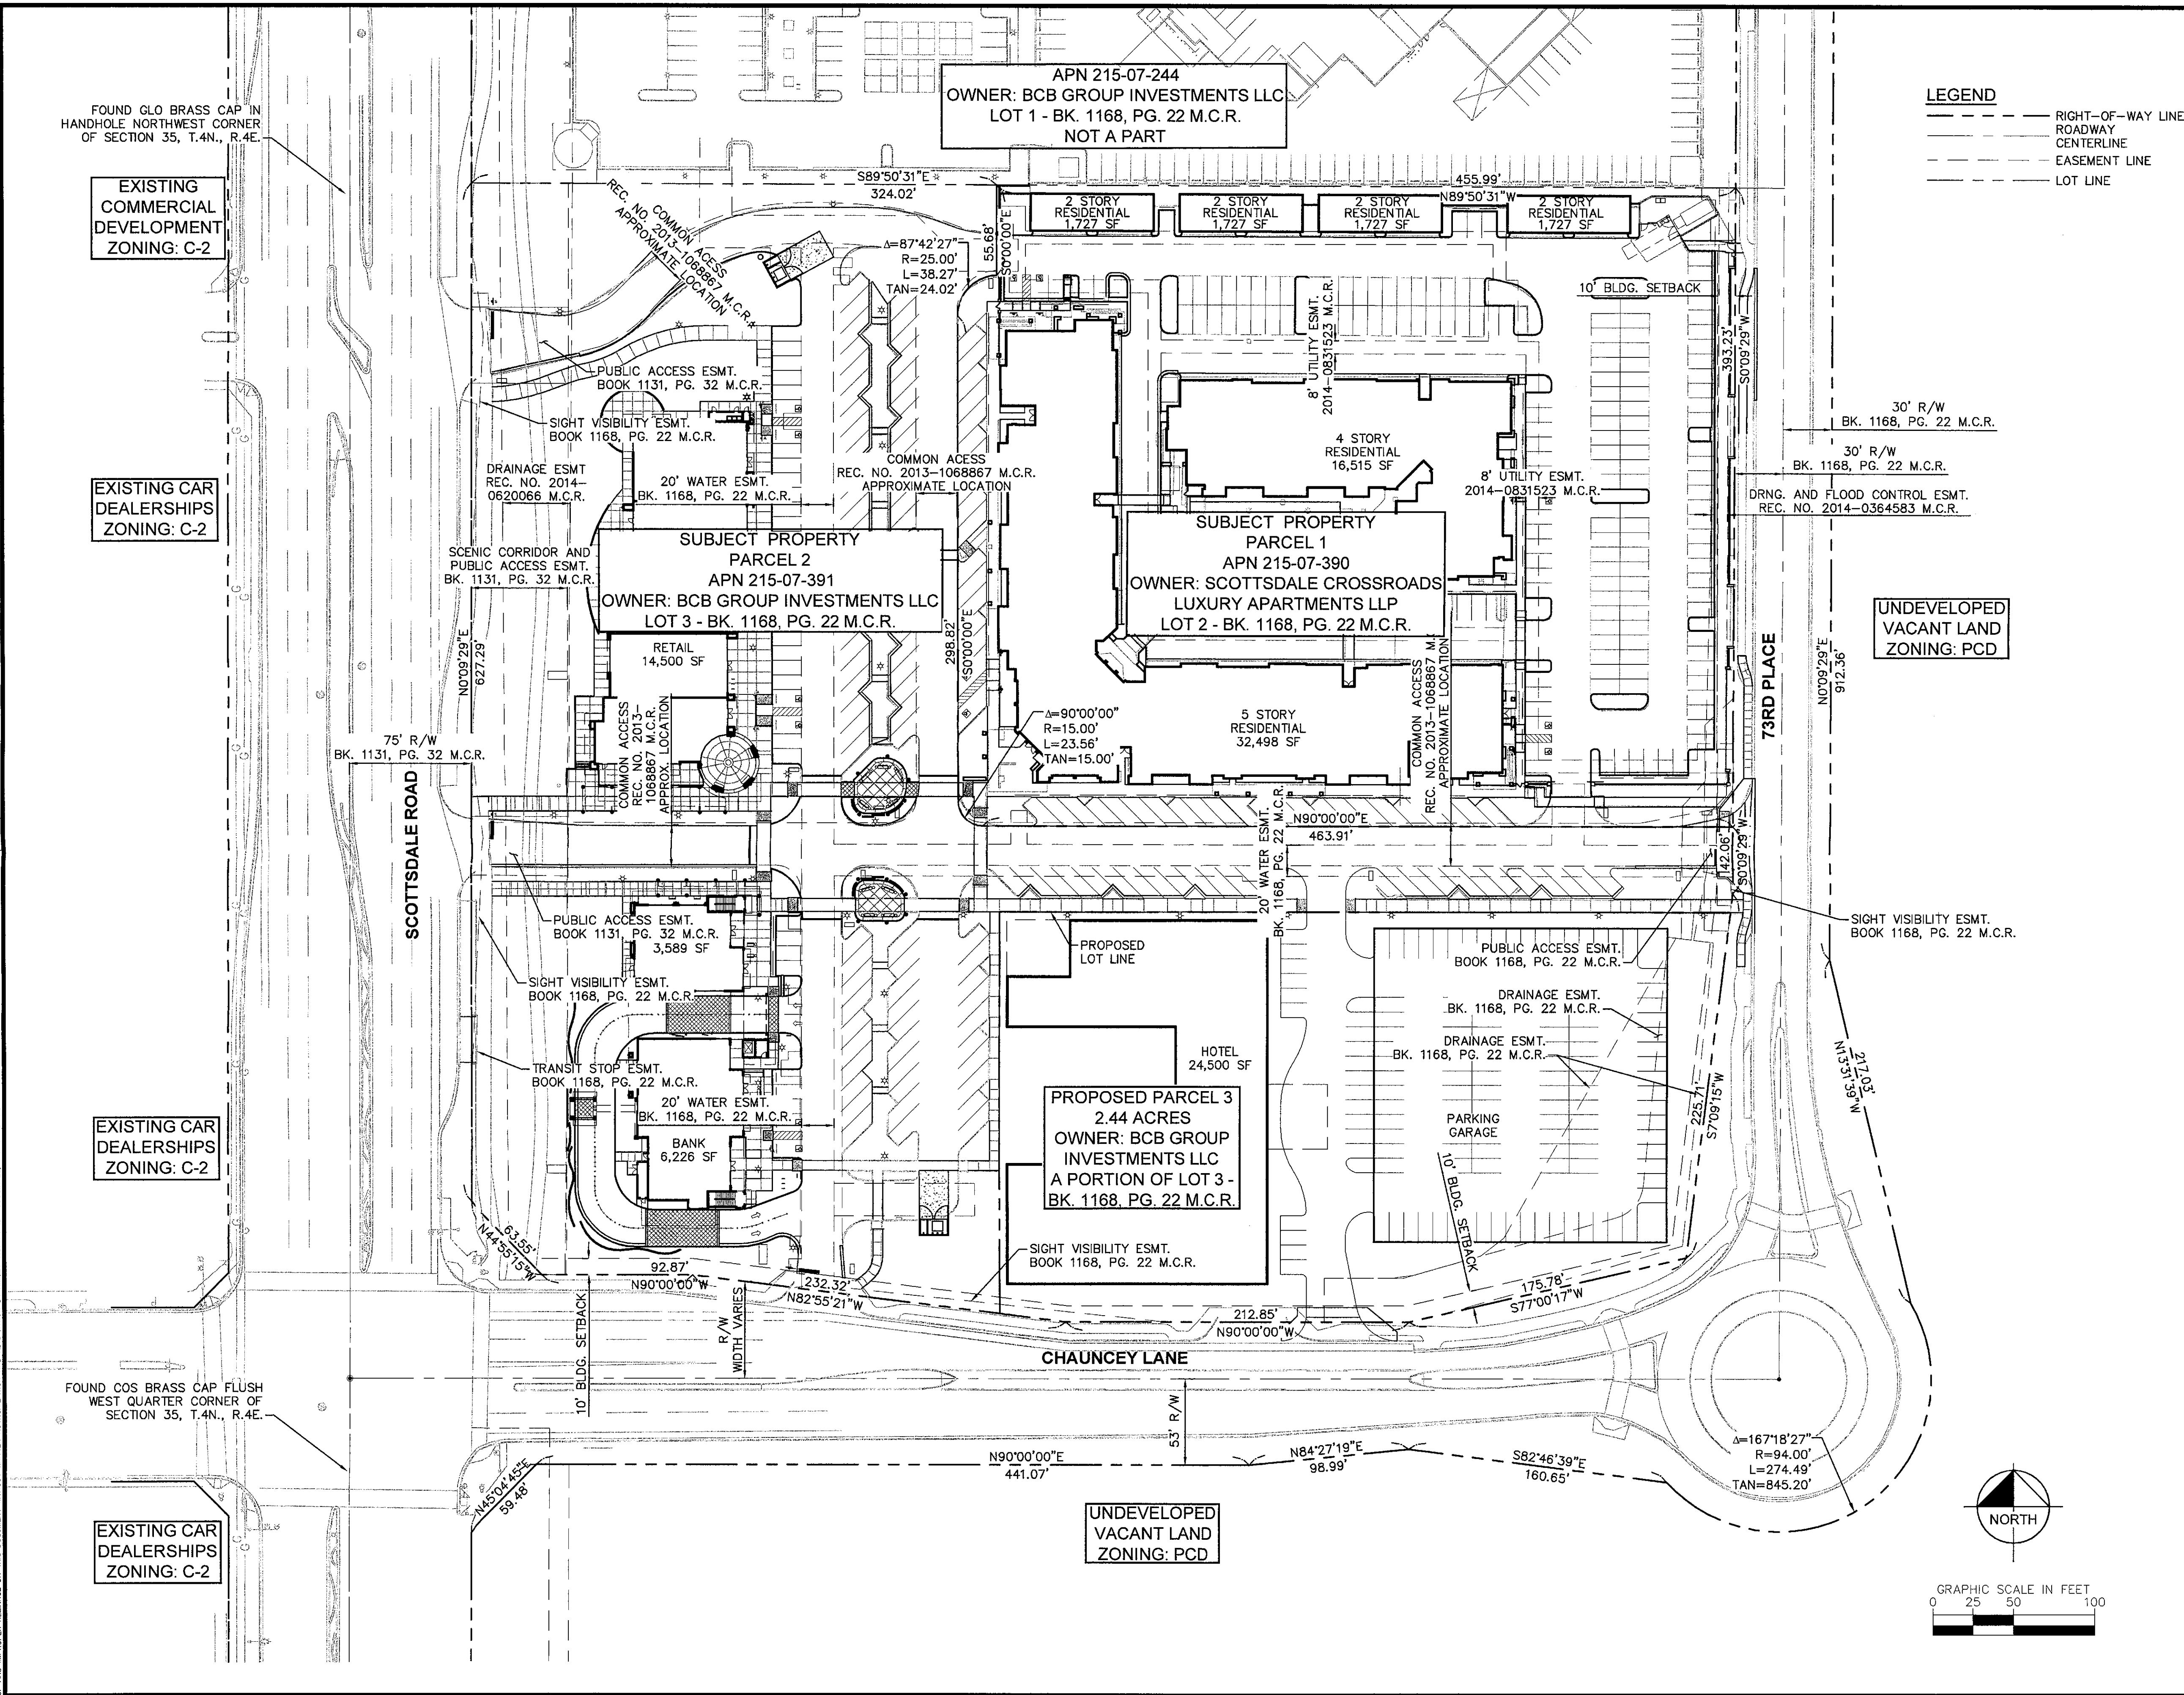 APN 215-07-244
OWNER: BCB GROUP INVESTMENTS LLC
LOT 1 - BK. 1168, PG. 22 M.C.R.
NOT A PART
LEGEND
RIGHT-OF-WAY LINE
ROADWAY
CENTERLINE
EASEMENT LINE
LOT LINE
FOUND GLO BRASS CAP IN
HANDHOLE NORTHWEST CORNER
OF SECTION 35, T.4N., R.4E.
EXISTING
COMMERCIAL
DEVELOPMENT
ZONING: C-2
S89°50'31"E
324.02'
455.99'
N89°50'31"W
2 STORY
RESIDENTIAL
1,727 SF
2 STORY
RESIDENTIAL
1,727 SF
2 STORY
RESIDENTIAL
1,727 SF
2 STORY
RESIDENTIAL
1,727 SF
COMMON ACESS
REC. NO. 2013-1068867 M.C.R.
APPROXIMATE LOCATION
Δ=87°42'27"
R=25.00'
L=38.27'
TAN=24.02'
55.68'
S0°00'00"E
10' BLDG. SETBACK
8' UTILITY ESMT.
2014-0831523 M.C.R.
393.23'
S0°09'29"W
PUBLIC ACCESS ESMT.
BOOK 1131, PG. 32 M.C.R.
SIGHT VISIBILITY ESMT.
BOOK 1168, PG. 22 M.C.R.
30' R/W
BK. 1168, PG. 22 M.C.R.
30' R/W
BK. 1168, PG. 22 M.C.R.
DRNG. AND FLOOD CONTROL ESMT.
REC. NO. 2014-0364583 M.C.R.
4 STORY
RESIDENTIAL
16,515 SF
8' UTILITY ESMT.
2014-0831523 M.C.R.
COMMON ACESS
REC. NO. 2013-1068867 M.C.R.
APPROXIMATE LOCATION
DRAINAGE ESMT
REC. NO. 2014-
0620066 M.C.R.
20' WATER ESMT.
BK. 1168, PG. 22 M.C.R.
EXISTING CAR
DEALERSHIPS
ZONING: C-2
SCENIC CORRIDOR AND
PUBLIC ACCESS ESMT.
BK. 1131, PG. 32 M.C.R.
SUBJECT PROPERTY
PARCEL 2
APN 215-07-391
OWNER: BCB GROUP INVESTMENTS LLC
LOT 3 - BK. 1168, PG. 22 M.C.R.
SUBJECT PROPERTY
PARCEL 1
APN 215-07-390
OWNER: SCOTTSDALE CROSSROADS
LUXURY APARTMENTS LLP
LOT 2 - BK. 1168, PG. 22 M.C.R.
UNDEVELOPED
VACANT LAND
ZONING: PCD
N0°09'29"E
627.29'
RETAIL
14,500 SF
298.82'
S0°00'00"E
73RD PLACE
N0°09'29"E
912.36'
COMMON ACCESS
REC. NO. 2013-
1068867 M.C.R.
APPROX. LOCATION
Δ=90°00'00"
R=15.00'
L=23.56'
TAN=15.00'
5 STORY
RESIDENTIAL
32,498 SF
COMMON ACCESS
REC. NO. 2013-1068867 M.
APPROXIMATE LOCATION
75' R/W
BK. 1131, PG. 32 M.C.R.
SCOTTSDALE ROAD
N90°00'00"E
463.91'
20' WATER ESMT.
BK. 1168, PG. 22 M.C.R.
42.06'
S0°09'29"W
PUBLIC ACCESS ESMT.
BOOK 1131, PG. 32 M.C.R.
3,589 SF
SIGHT VISIBILITY ESMT.
BOOK 1168, PG. 22 M.C.R.
PROPOSED
LOT LINE
PUBLIC ACCESS ESMT.
BOOK 1168, PG. 22 M.C.R.
SIGHT VISIBILITY ESMT.
BOOK 1168, PG. 22 M.C.R.
DRAINAGE ESMT.
BK. 1168, PG. 22 M.C.R.
DRAINAGE ESMT.
BK. 1168, PG. 22 M.C.R.
HOTEL
24,500 SF
TRANSIT STOP ESMT.
BOOK 1168, PG. 22 M.C.R.
20' WATER ESMT.
BK. 1168, PG. 22 M.C.R.
BANK
6,226 SF
PROPOSED PARCEL 3
2.44 ACRES
OWNER: BCB GROUP
INVESTMENTS LLC
A PORTION OF LOT 3 -
BK. 1168, PG. 22 M.C.R.
PARKING
GARAGE
225.71'
S7°09'15"W
217.03'
N13°31'39"W
10' BLDG. SETBACK
EXISTING CAR
DEALERSHIPS
ZONING: C-2
63.55'
N44°55'15"W
92.87'
N90°00'00"W
232.32'
N82°55'21"W
SIGHT VISIBILITY ESMT.
BOOK 1168, PG. 22 M.C.R.
212.85'
N90°00'00"W
175.78'
S77°00'17"W
10' BLDG. SETBACK
R/W
WIDTH VARIES
CHAUNCEY LANE
FOUND COS BRASS CAP FLUSH
WEST QUARTER CORNER OF
SECTION 35, T.4N., R.4E.
53' R/W
N45°04'45"E
59.48'
N90°00'00"E
441.07'
N84°27'19"E
98.99'
S82°46'39"E
160.65'
Δ=167°18'27"
R=94.00'
L=274.49'
TAN=845.20'
EXISTING CAR
DEALERSHIPS
ZONING: C-2
UNDEVELOPED
VACANT LAND
ZONING: PCD
NORTH
GRAPHIC SCALE IN FEET
0 25 50 100